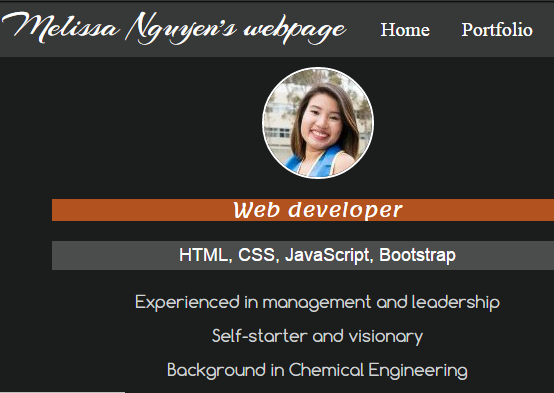 Melissa Nguyen's webpage Home Portfolio
Web developer
HTML, CSS, JavaScript, Bootstrap
Experienced in management and leadership
Self-starter and visionary
Background in Chemical Engineering